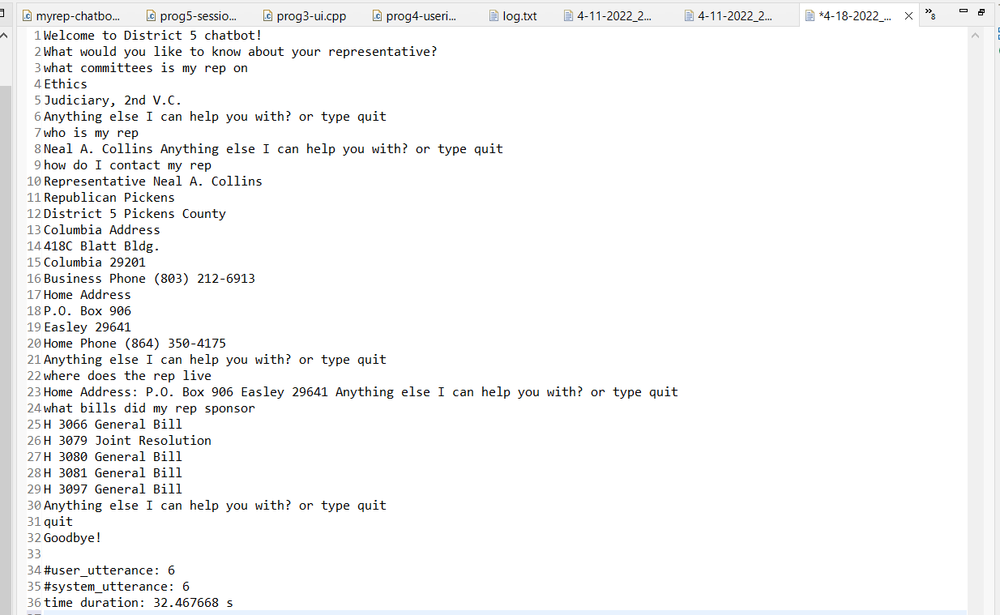 myrep-chatbo... prog5-sessio... prog3-ui.cpp prog4-useri... log.txt 4-11-2022_2... 4-11-2022_2... *4-18-2022_... 8
1 Welcome to District 5 chatbot!
2 What would you like to know about your representative?
3 what committees is my rep on
4 Ethics
5 Judiciary, 2nd V.C.
6 Anything else I can help you with? or type quit
7 who is my rep
8 Neal A. Collins Anything else I can help you with? or type quit
9 how do I contact my rep
10 Representative Neal A. Collins
11 Republican Pickens
12 District 5 Pickens County
13 Columbia Address
14 418C Blatt Bldg.
15 Columbia 29201
16 Business Phone (803) 212-6913
17 Home Address
18 P.O. Box 906
19 Easley 29641
20 Home Phone (864) 350-4175
21 Anything else I can help you with? or type quit
22 where does the rep live
23 Home Address: P.O. Box 906 Easley 29641 Anything else I can help you with? or type quit
24 what bills did my rep sponsor
25 H 3066 General Bill
26 H 3079 Joint Resolution
27 H 3080 General Bill
28 H 3081 General Bill
29 H 3097 General Bill
30 Anything else I can help you with? or type quit
31 quit
32 Goodbye!
33
34 #user_utterance: 6
35 #system_utterance: 6
36 time duration: 32.467668 s